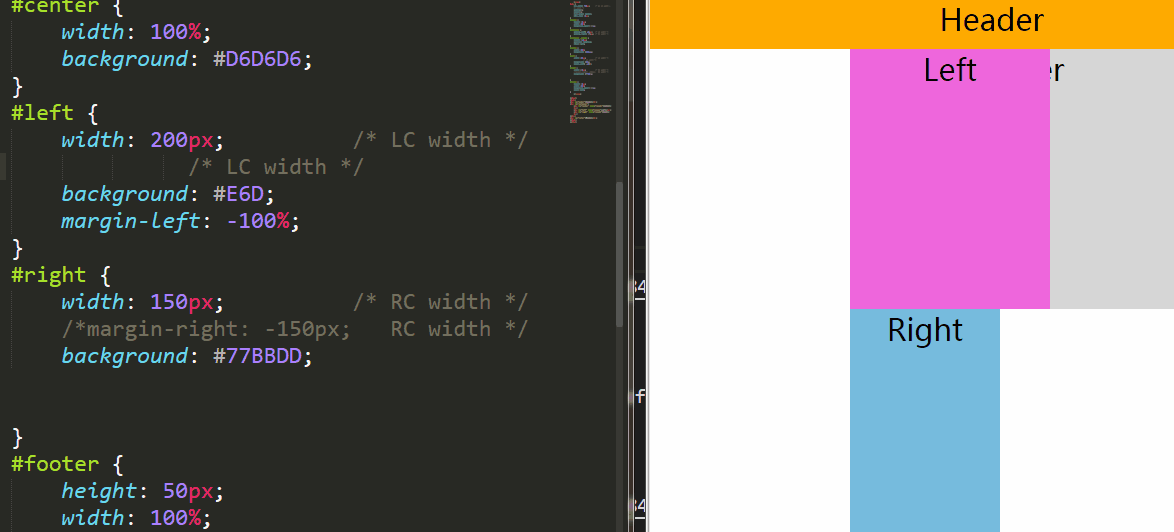 #center {
width: 100%;
background: #D6D6D6;
}
#left {
width: 200px; /* LC width */
/* LC width */
background: #E6D;
margin-left: -100%;
}
#right {
width: 150px; /* RC width */
/*margin-right: -150px; RC width */
background: #77BBDD;
}
#footer {
height: 50px;
width: 100%;
Header
Left er
Right